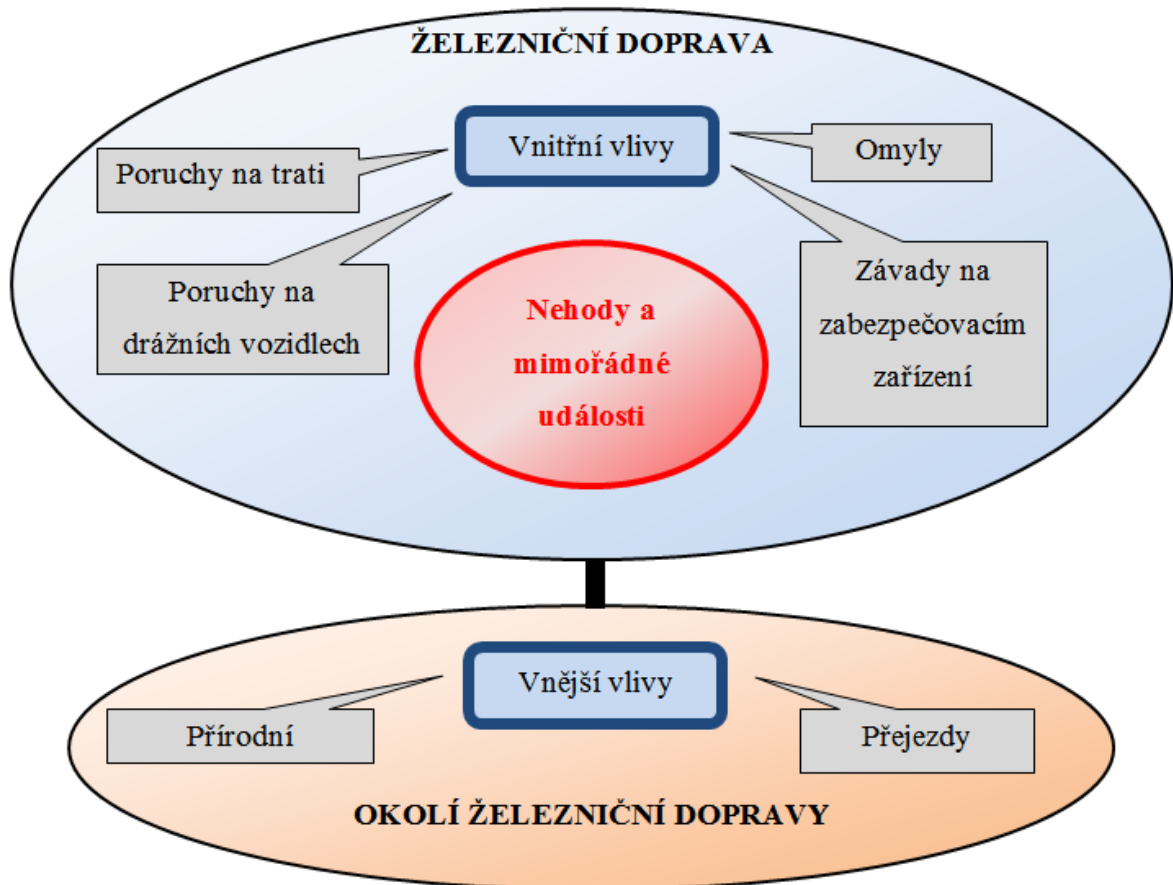 ŽELEZNIČNÍ DOPRAVA
Vnitřní vlivy
Omyly
Poruchy na trati
Poruchy na
drážních vozidlech
Závady na
zabezpečovacím
zařízení
Nehody a
mimořádné
události
Vnější vlivy
Přírodní
Přejezdy
OKOLÍ ŽELEZNIČNÍ DOPRAVY